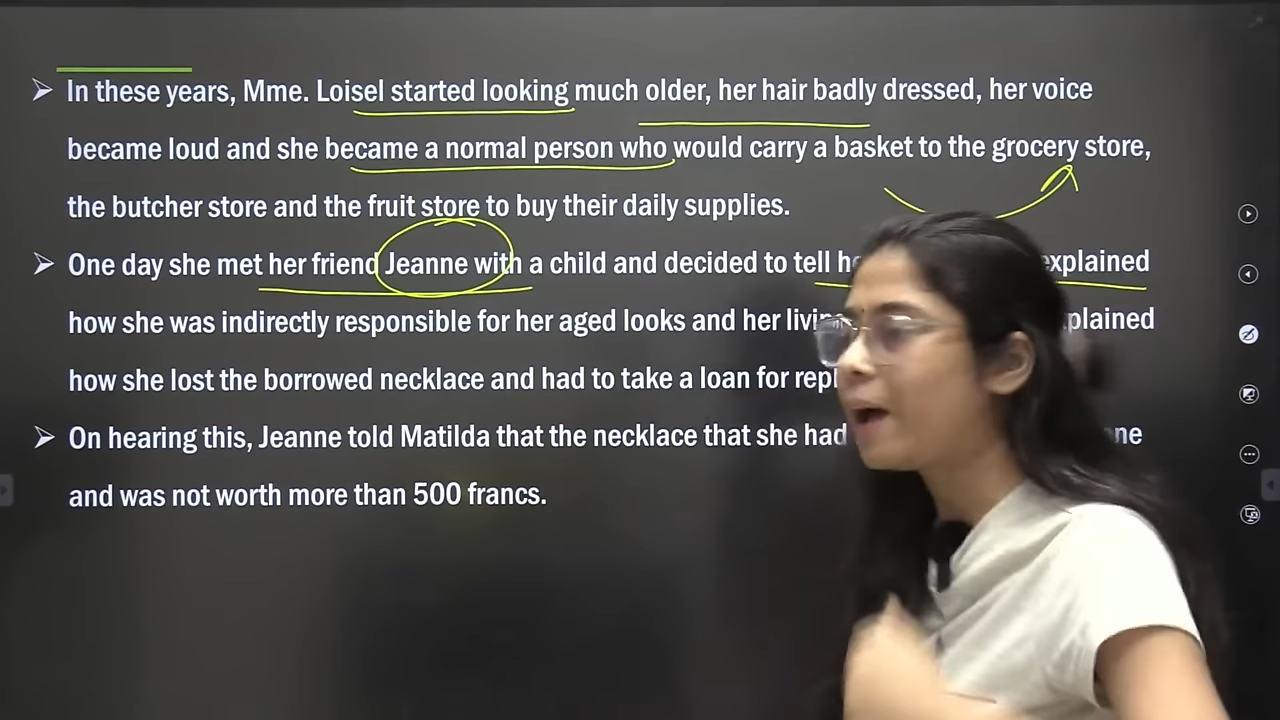 ➢ In these years, Mme. Loisel started looking much older, her hair badly dressed, her voice
became loud and she became a normal person who would carry a basket to the grocery store,
the butcher store and the fruit store to buy their daily supplies.
➢ One day she met her friend Jeanne with a child and decided to tell explained
how she was indirectly responsible for her aged looks and her
how she lost the borrowed necklace and had to take a loan for
➢ On hearing this, Jeanne told Matilda that the necklace that she had
and was not worth more than 500 francs.